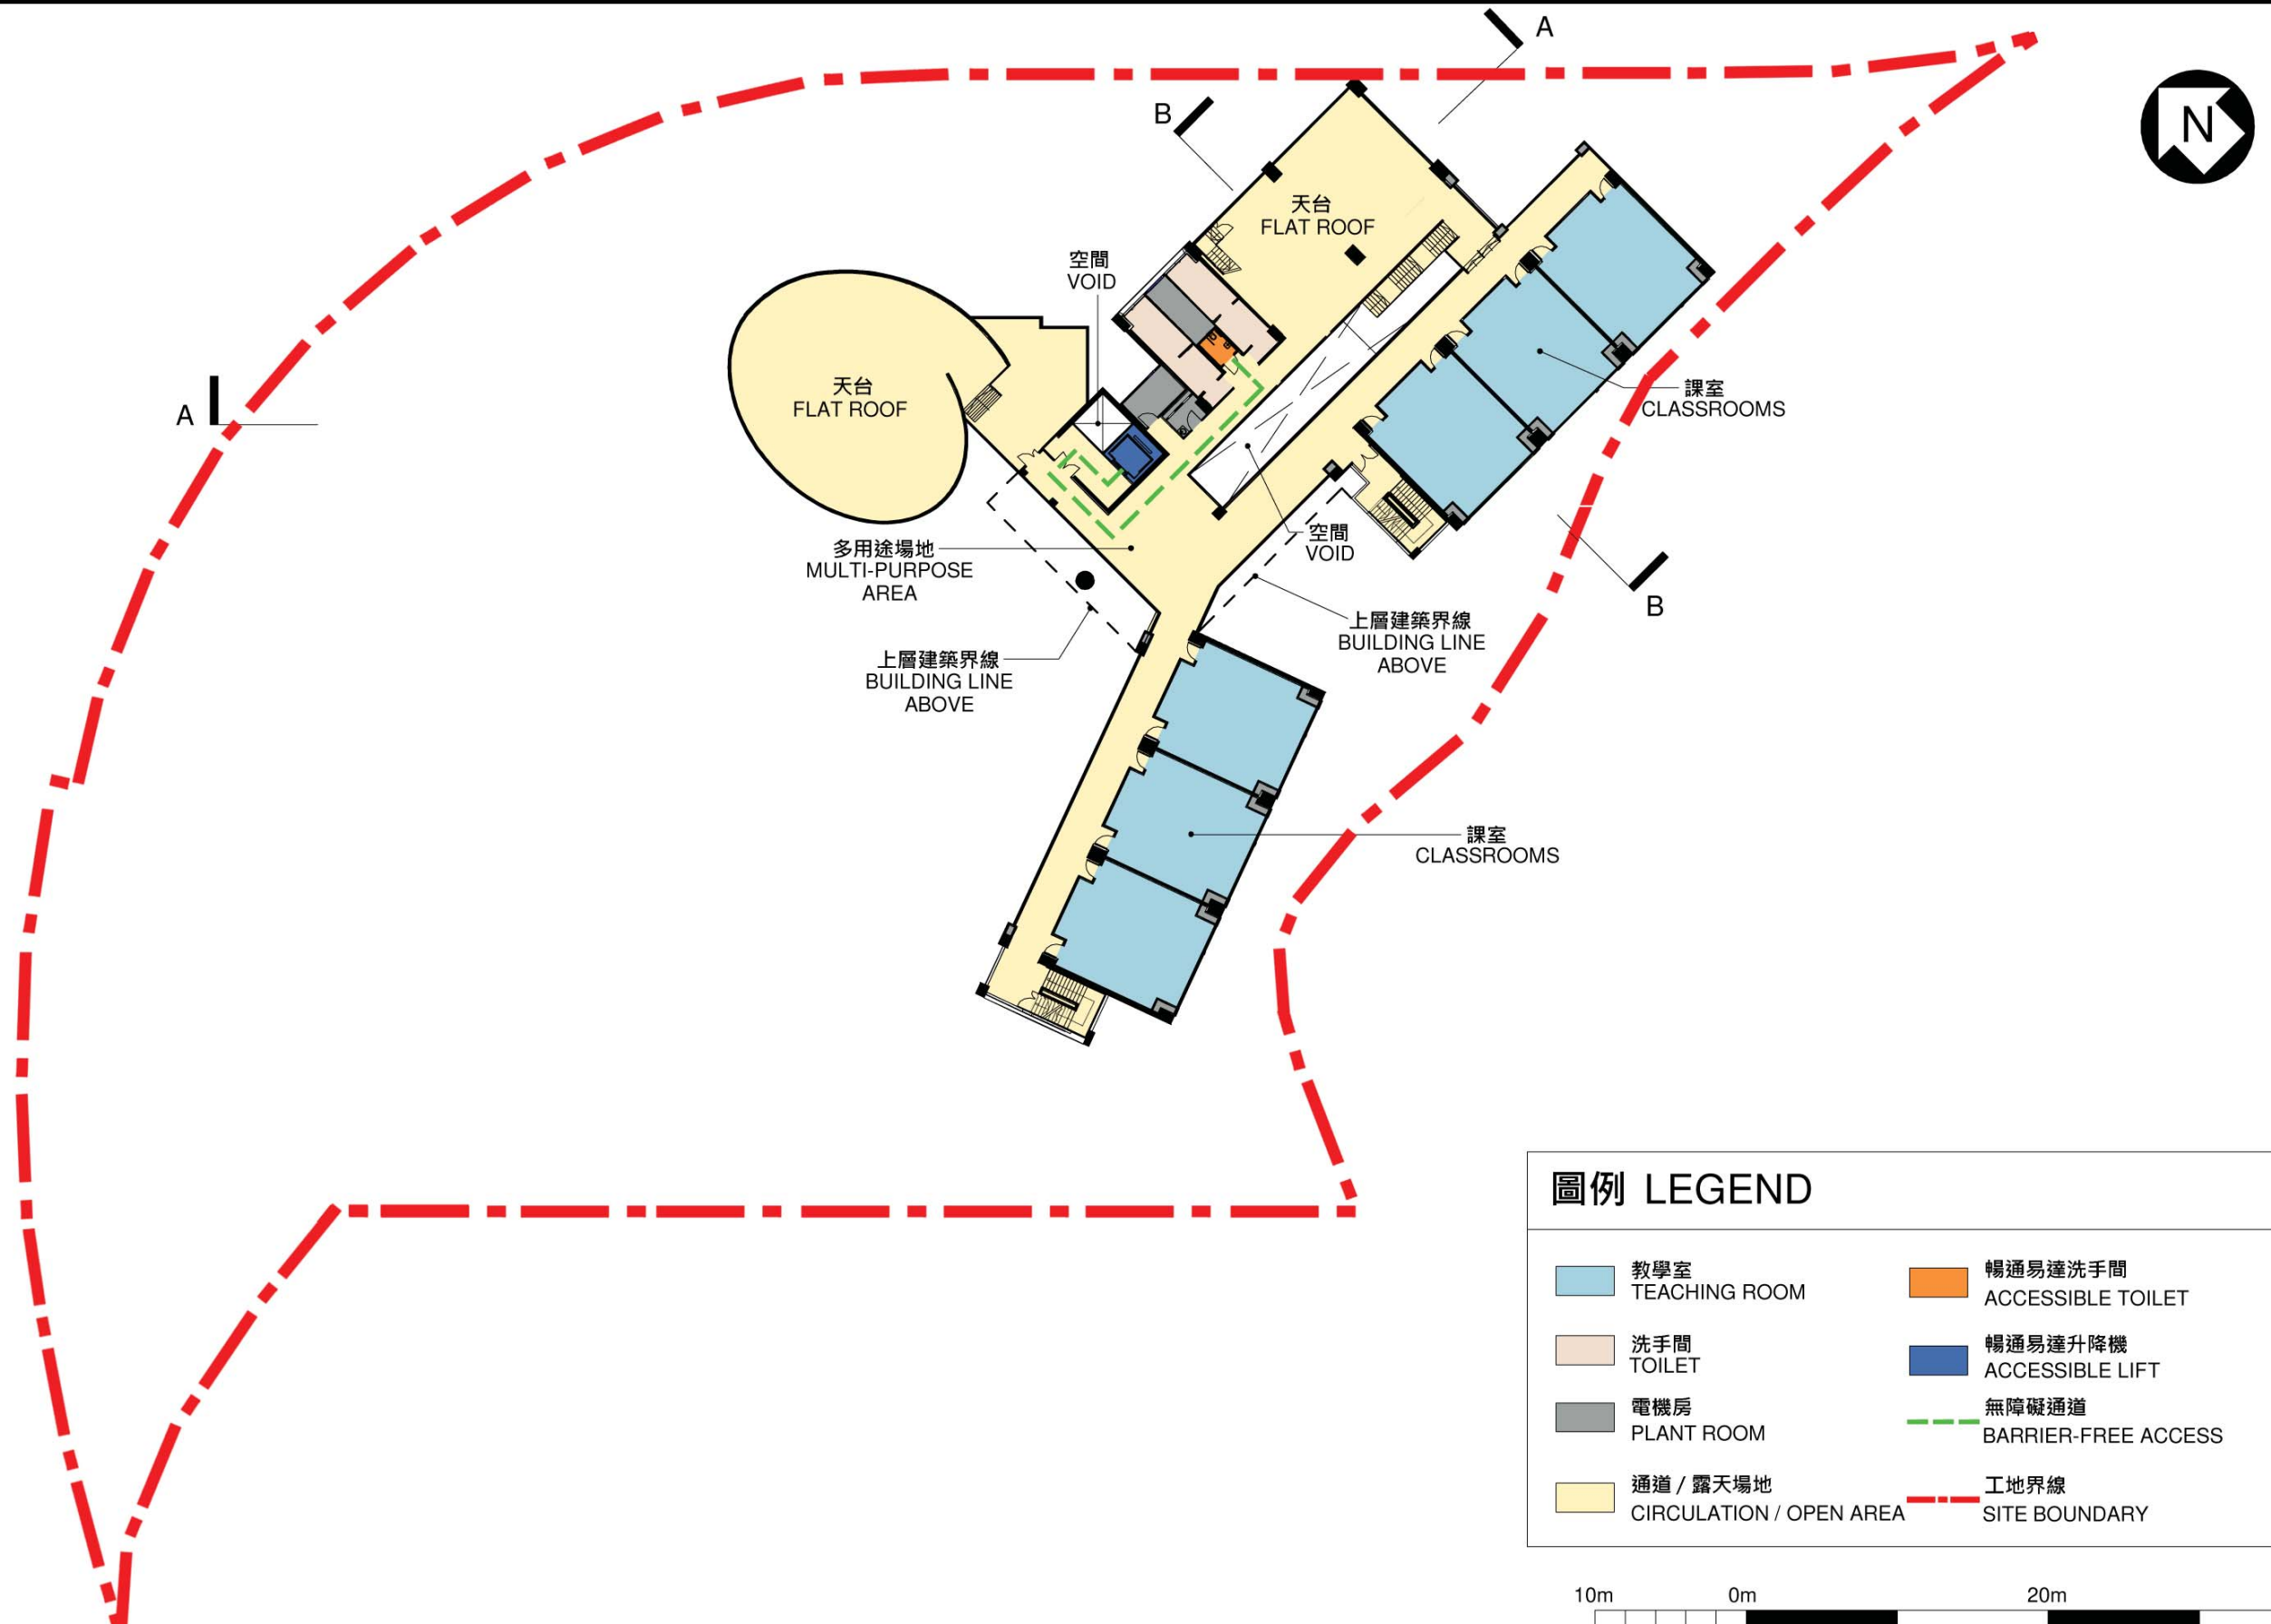 A
B
N
天台
FLAT ROOF
空間
VOID
天台
FLAT ROOF
課室
CLASSROOMS
A
空間
VOID
多用途場地
MULTI-PURPOSE
AREA
B
上層建築界線
BUILDING LINE
ABOVE
上層建築界線
BUILDING LINE
ABOVE
課室
CLASSROOMS
圖例 LEGEND
教學室
TEACHING ROOM
暢通易達洗手間
ACCESSIBLE TOILET
洗手間
TOILET
暢通易達升降機
ACCESSIBLE LIFT
電機房
PLANT ROOM
無障礙通道
BARRIER-FREE ACCESS
通道 / 露天場地
CIRCULATION / OPEN AREA
工地界線
SITE BOUNDARY
10m 0m 20m